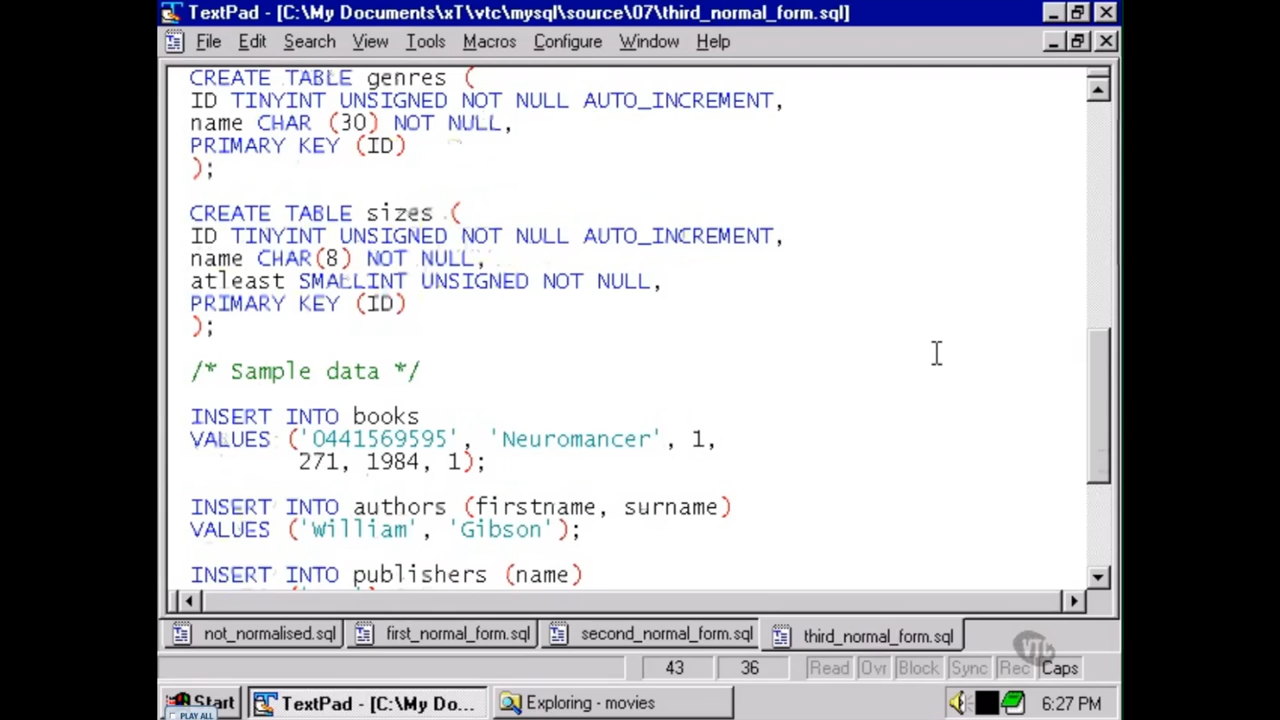 TextPad - [C:\My Documents\xT\vtc\mysql\source\07\third_normal_form.sql]
File Edit Search View Tools Macros Configure Window Help
CREATE TABLE genres (
ID TINYINT UNSIGNED NOT NULL AUTO_INCREMENT,
name CHAR (30) NOT NULL,
PRIMARY KEY (ID)
);
CREATE TABLE sizes (
ID TINYINT UNSIGNED NOT NULL AUTO_INCREMENT,
name CHAR(8) NOT NULL,
atleast SMALLINT UNSIGNED NOT NULL,
PRIMARY KEY (ID)
);
/* Sample data */
INSERT INTO books
VALUES ('0441569595', 'Neuromancer', 1,
271, 1984, 1);
INSERT INTO authors (firstname, surname)
VALUES ('William', 'Gibson');
INSERT INTO publishers (name)
not_normalised.sql first_normal_form.sql second_normal_form.sql third_normal_form.sql
VTC
43 36 Read Ovr Block Sync Rec Caps
Start TextPad - [C:\My Do... Exploring - movies 6:27 PM
PLAY ALL